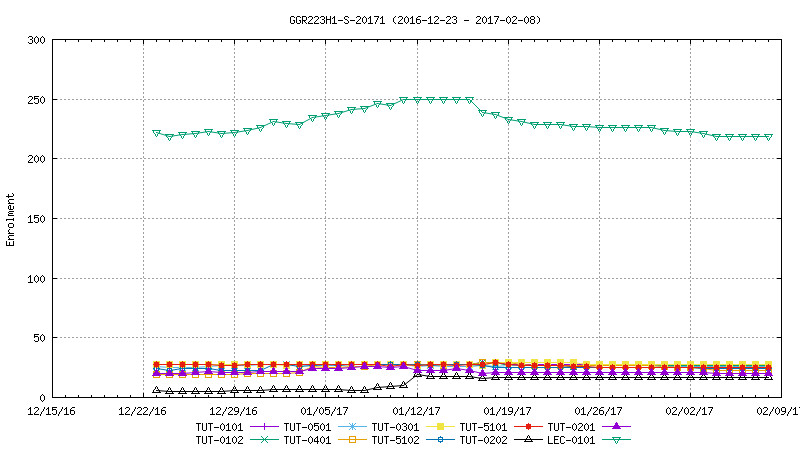 GGR223H1-S-20171 (2016-12-23 - 2017-02-08)
300
250
200
150
100
50
0
Enrolment
12/15/16 12/22/16 12/29/16 01/05/17 01/12/17 01/19/17 01/26/17 02/02/17 02/09/17
TUT-0101 TUT-0501 TUT-0301 TUT-5101 TUT-0201
TUT-0102 TUT-0401 TUT-5102 TUT-0202 LEC-0101